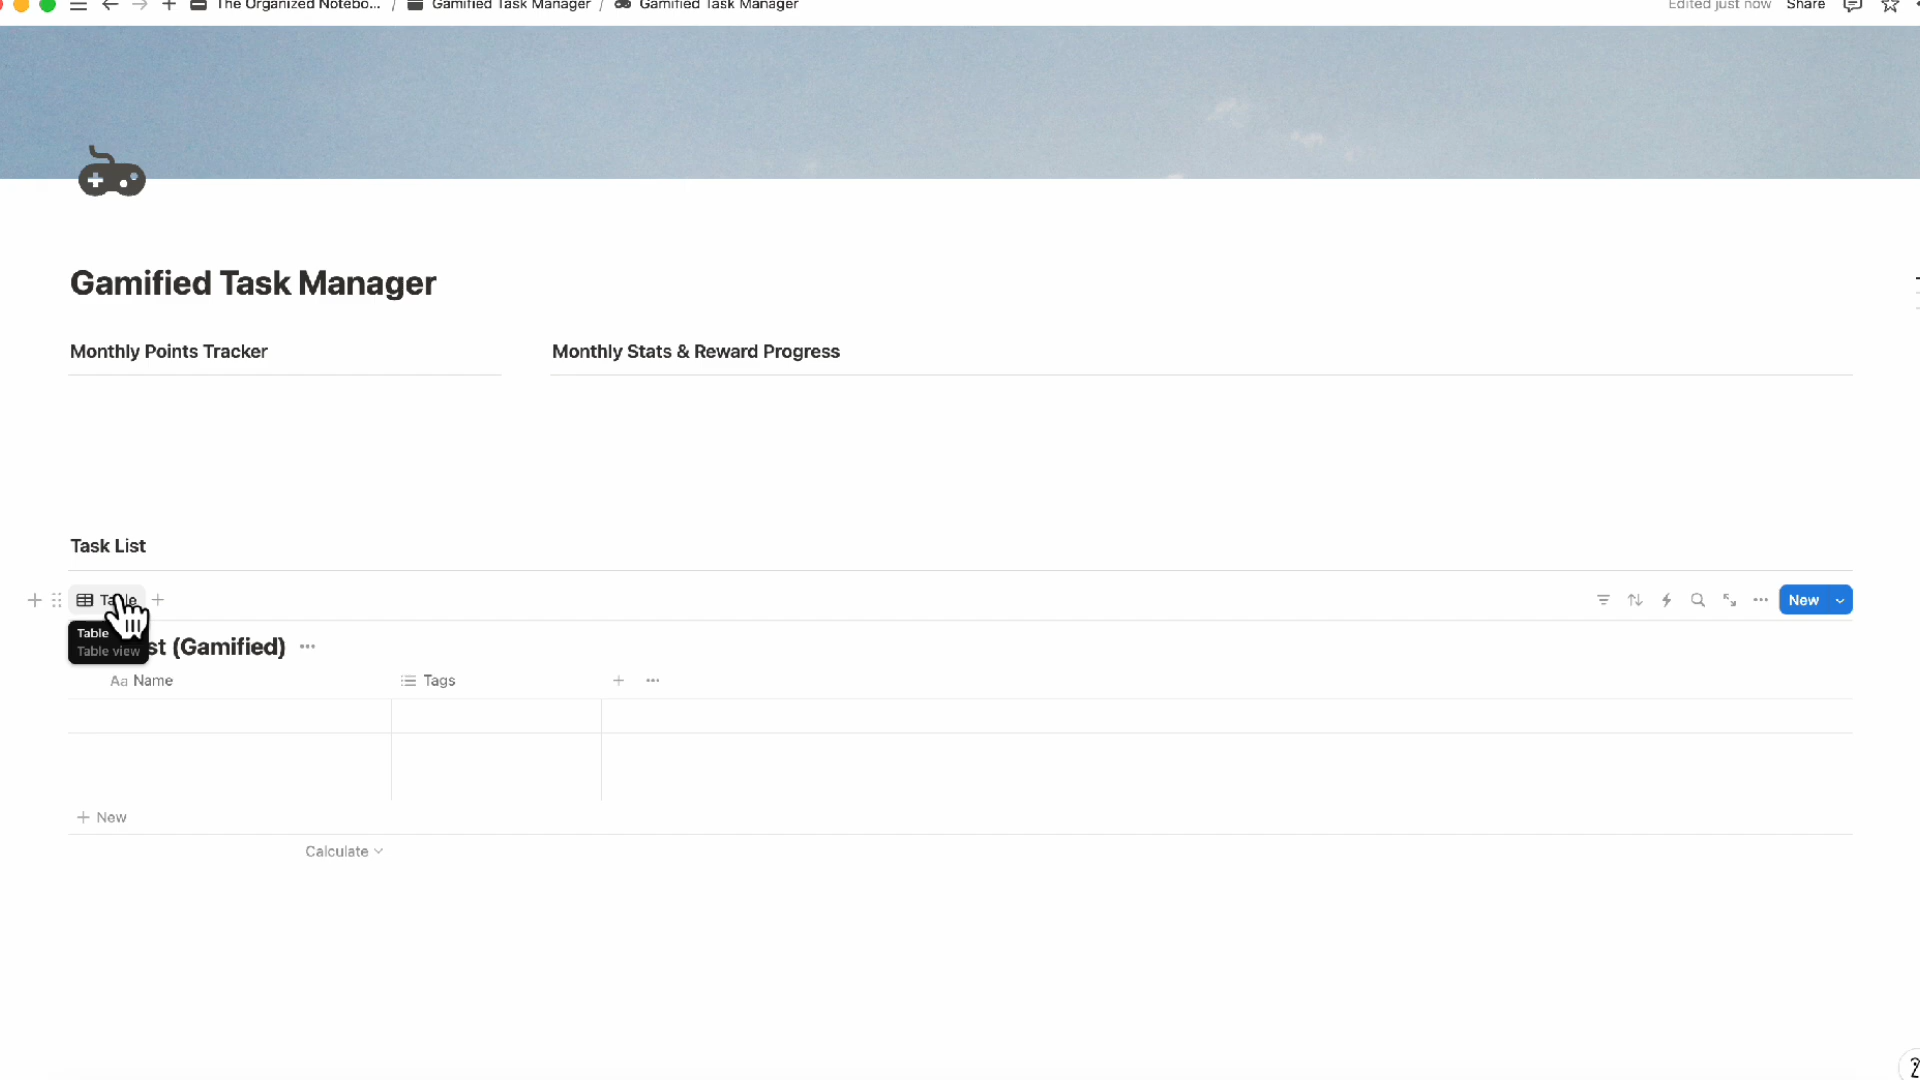 The Organized Notebo... / Gamified Task Manager / Gamified Task Manager
Edited just now Share
Gamified Task Manager
Monthly Points Tracker
Monthly Stats & Reward Progress
Task List
Table
New
Table
Table view
st (Gamified)
Aa Name
Tags
New
Calculate